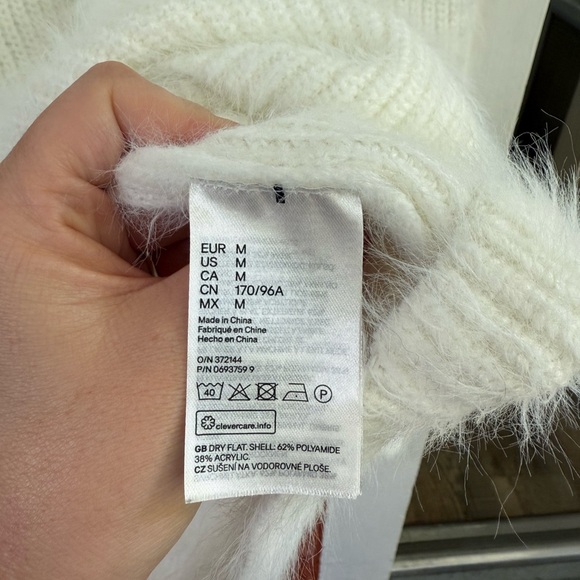 EUR M
US M
CA M
CN 170/96A
MX M
Made in China
Fabriqué en Chine
Hecho en China
O/N 372144
P/N D693759 9
40
P
clevercare.info
GB DRY FLAT. SHELL: 62% POLYAMIDE
38% ACRYLIC.
CZ SUŠENÍ NA VODOROVNÉ PLOŠE.